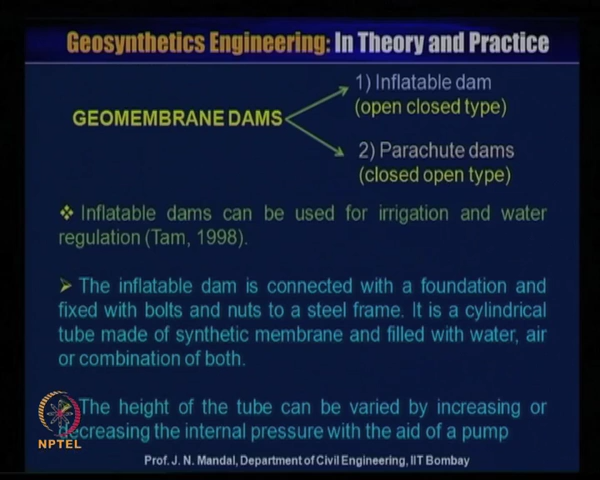 Geosynthetics Engineering: In Theory and Practice
GEOMEMBRANE DAMS
1) Inflatable dam
(open closed type)
2) Parachute dams
(closed open type)
Inflatable dams can be used for irrigation and water
regulation (Tam, 1998).
The inflatable dam is connected with a foundation and
fixed with bolts and nuts to a steel frame. It is a cylindrical
tube made of synthetic membrane and filled with water, air
or combination of both.
The height of the tube can be varied by increasing or
decreasing the internal pressure with the aid of a pump
NPTEL
Prof. J. N. Mandal, Department of Civil Engineering, IIT Bombay